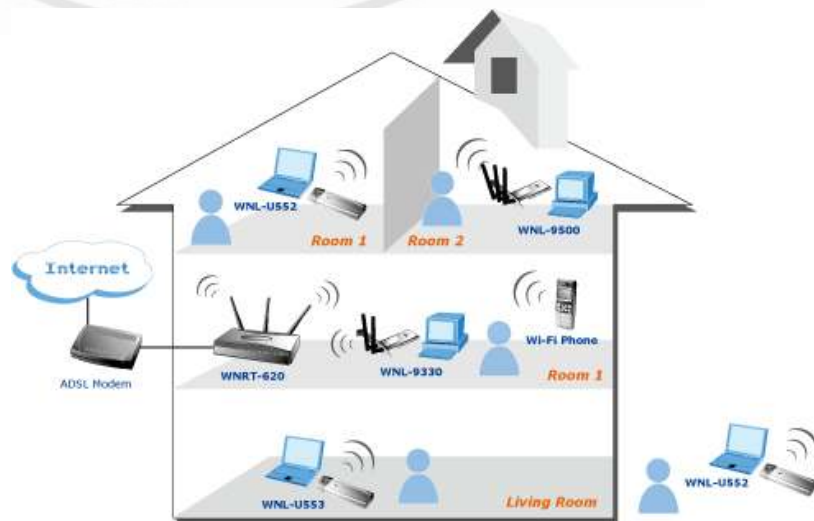 WNL-U552
WNL-9500
Room 1
Room 2
Internet
ADSL Modem
WNRT-620
WNL-9330
Wi-Fi Phone
Room 1
WNL-U553
Living Room
WNL-U552